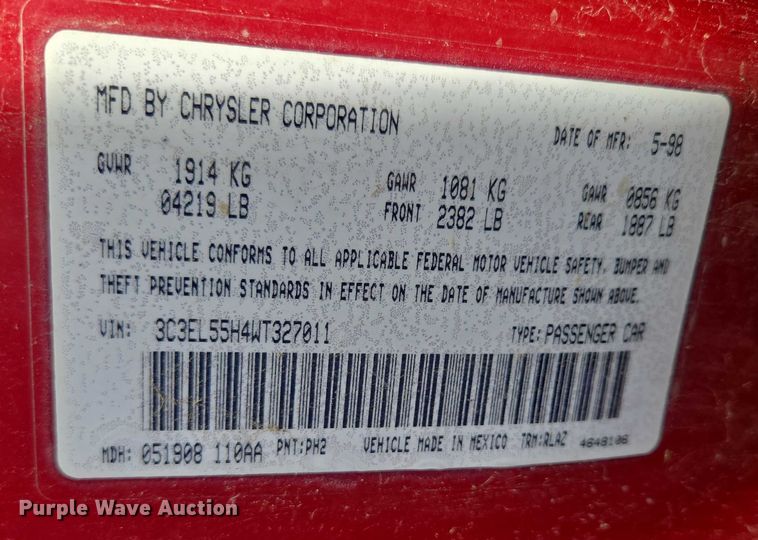 MFD BY CHRYSLER CORPORATION DATE OF MFR: 5-98
GVWR 1914 KG GAWR 1081 KG GAWR 0856 KG
04219 LB FRONT 2382 LB REAR 1887 LB
THIS VEHICLE CONFORMS TO ALL APPLICABLE FEDERAL MOTOR VEHICLE SAFETY, BUMPER AND
THEFT PREVENTION STANDARDS IN EFFECT ON THE DATE OF MANUFACTURE SHOWN ABOVE.
VIN: 3C3EL55H4WT327011 TYPE: PASSENGER CAR
MDH: 051908 110AA PNT:PH2 VEHICLE MADE IN MEXICO TRM:RLAZ 4648106
Purple Wave Auction